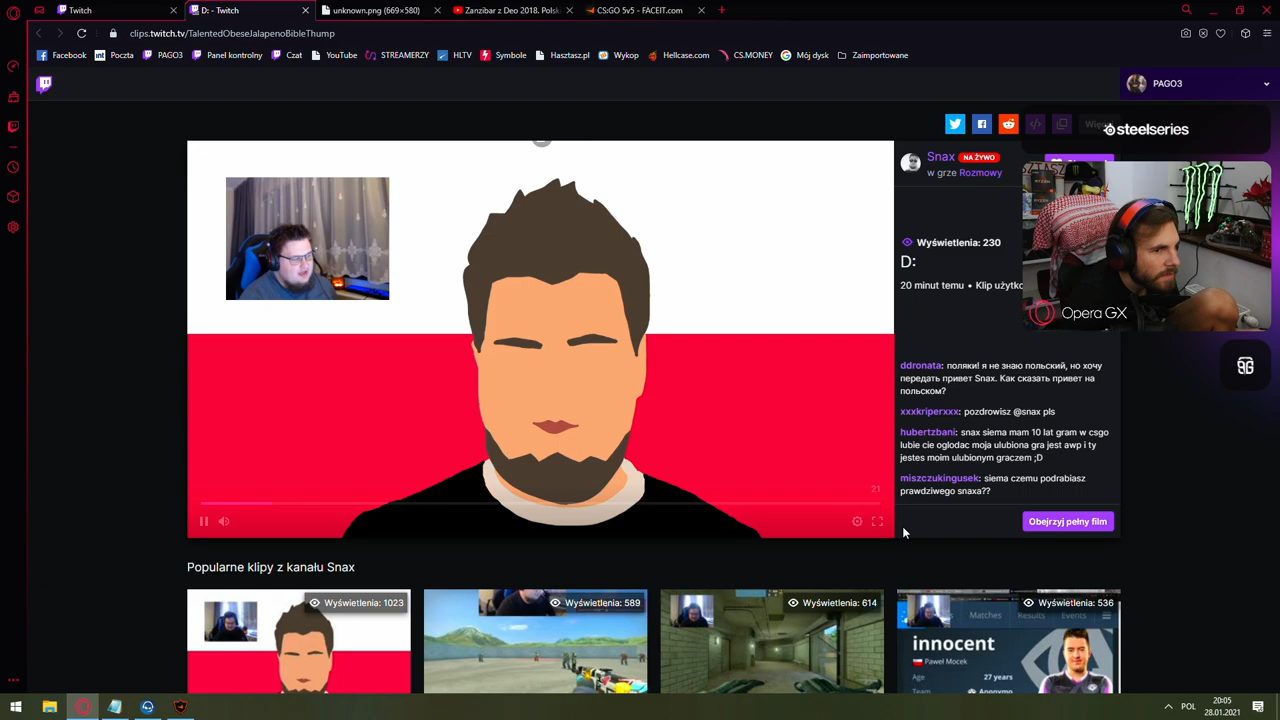 Twitch
D: - Twitch
unknown.png (669×580)
Zanzibar z Deo 2018. Polski
CS:GO 5v5 - FACEIT.com
clips.twitch.tv/TalentedObeseJalapenoBibleThump
Facebook
Poczta
PAGO3
Panel kontrolny
Czat
YouTube
STREAMERZY
HLTV
Symbole
Hasztasz.pl
Wykop
Hellcase.com
CS.MONEY
Mój dysk
Zaimportowane
PAGO3
steelseries
Snax NA ŻYWO
w grze Rozmowy
Wyświetlenia: 230
D:
20 minut temu • Klip użytko
RYZEN
Opera GX
ddronata: поляки! я не знаю польский, но хочу
передать привет Snax. Как сказать привет на
польском?
xxxkriperxxx: pozdrowisz @snax pls
hubertzbani: snax siema mam 10 lat gram w csgo
lubie cie oglodac moja ulubiona gra jest awp i ty
jestes moim ulubionym graczem ;D
miszczukingusek: siema czemu podrabiasz
prawdziwego snaxa??
21
Obejrzyj pełny film
Popularne klipy z kanału Snax
Wyświetlenia: 1023
Wyświetlenia: 589
Wyświetlenia: 614
Wyświetlenia: 536
Matches
Results
Events
innocent
Paweł Mocek
Age
27 years
Team
POL
20:05
28.01.2021